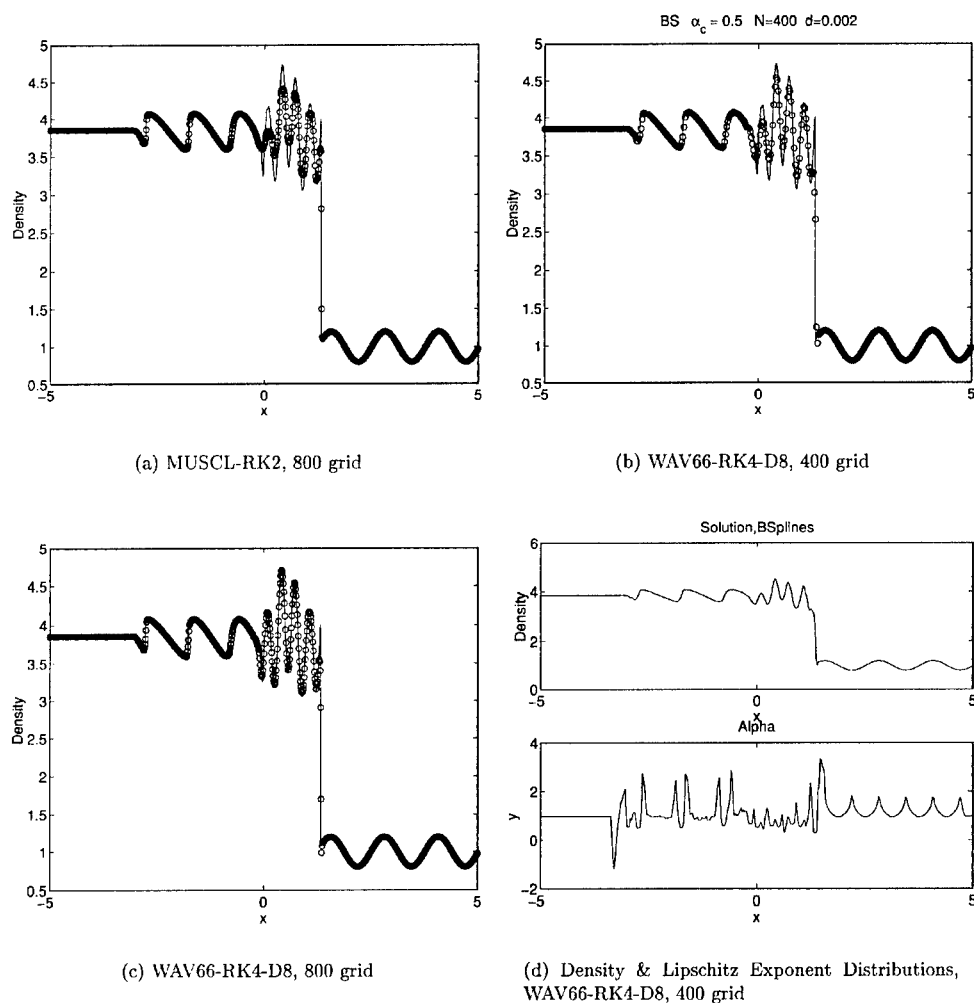 5
4.5
4
3.5
3
2.5
2
1.5
1
0.5
Density
-5
0
5
x
(a) MUSCL-RK2, 800 grid
BS α_c = 0.5 N=400 d=0.002
5
4.5
4
3.5
3
2.5
2
1.5
1
0.5
Density
-5
0
5
x
(b) WAV66-RK4-D8, 400 grid
5
4.5
4
3.5
3
2.5
2
1.5
1
0.5
Density
-5
0
5
x
(c) WAV66-RK4-D8, 800 grid
Solution,BSplines
6
4
2
0
Density
-5
0
5
x
Alpha
4
2
0
-2
y
-5
0
5
x
(d) Density & Lipschitz Exponent Distributions,
WAV66-RK4-D8, 400 grid